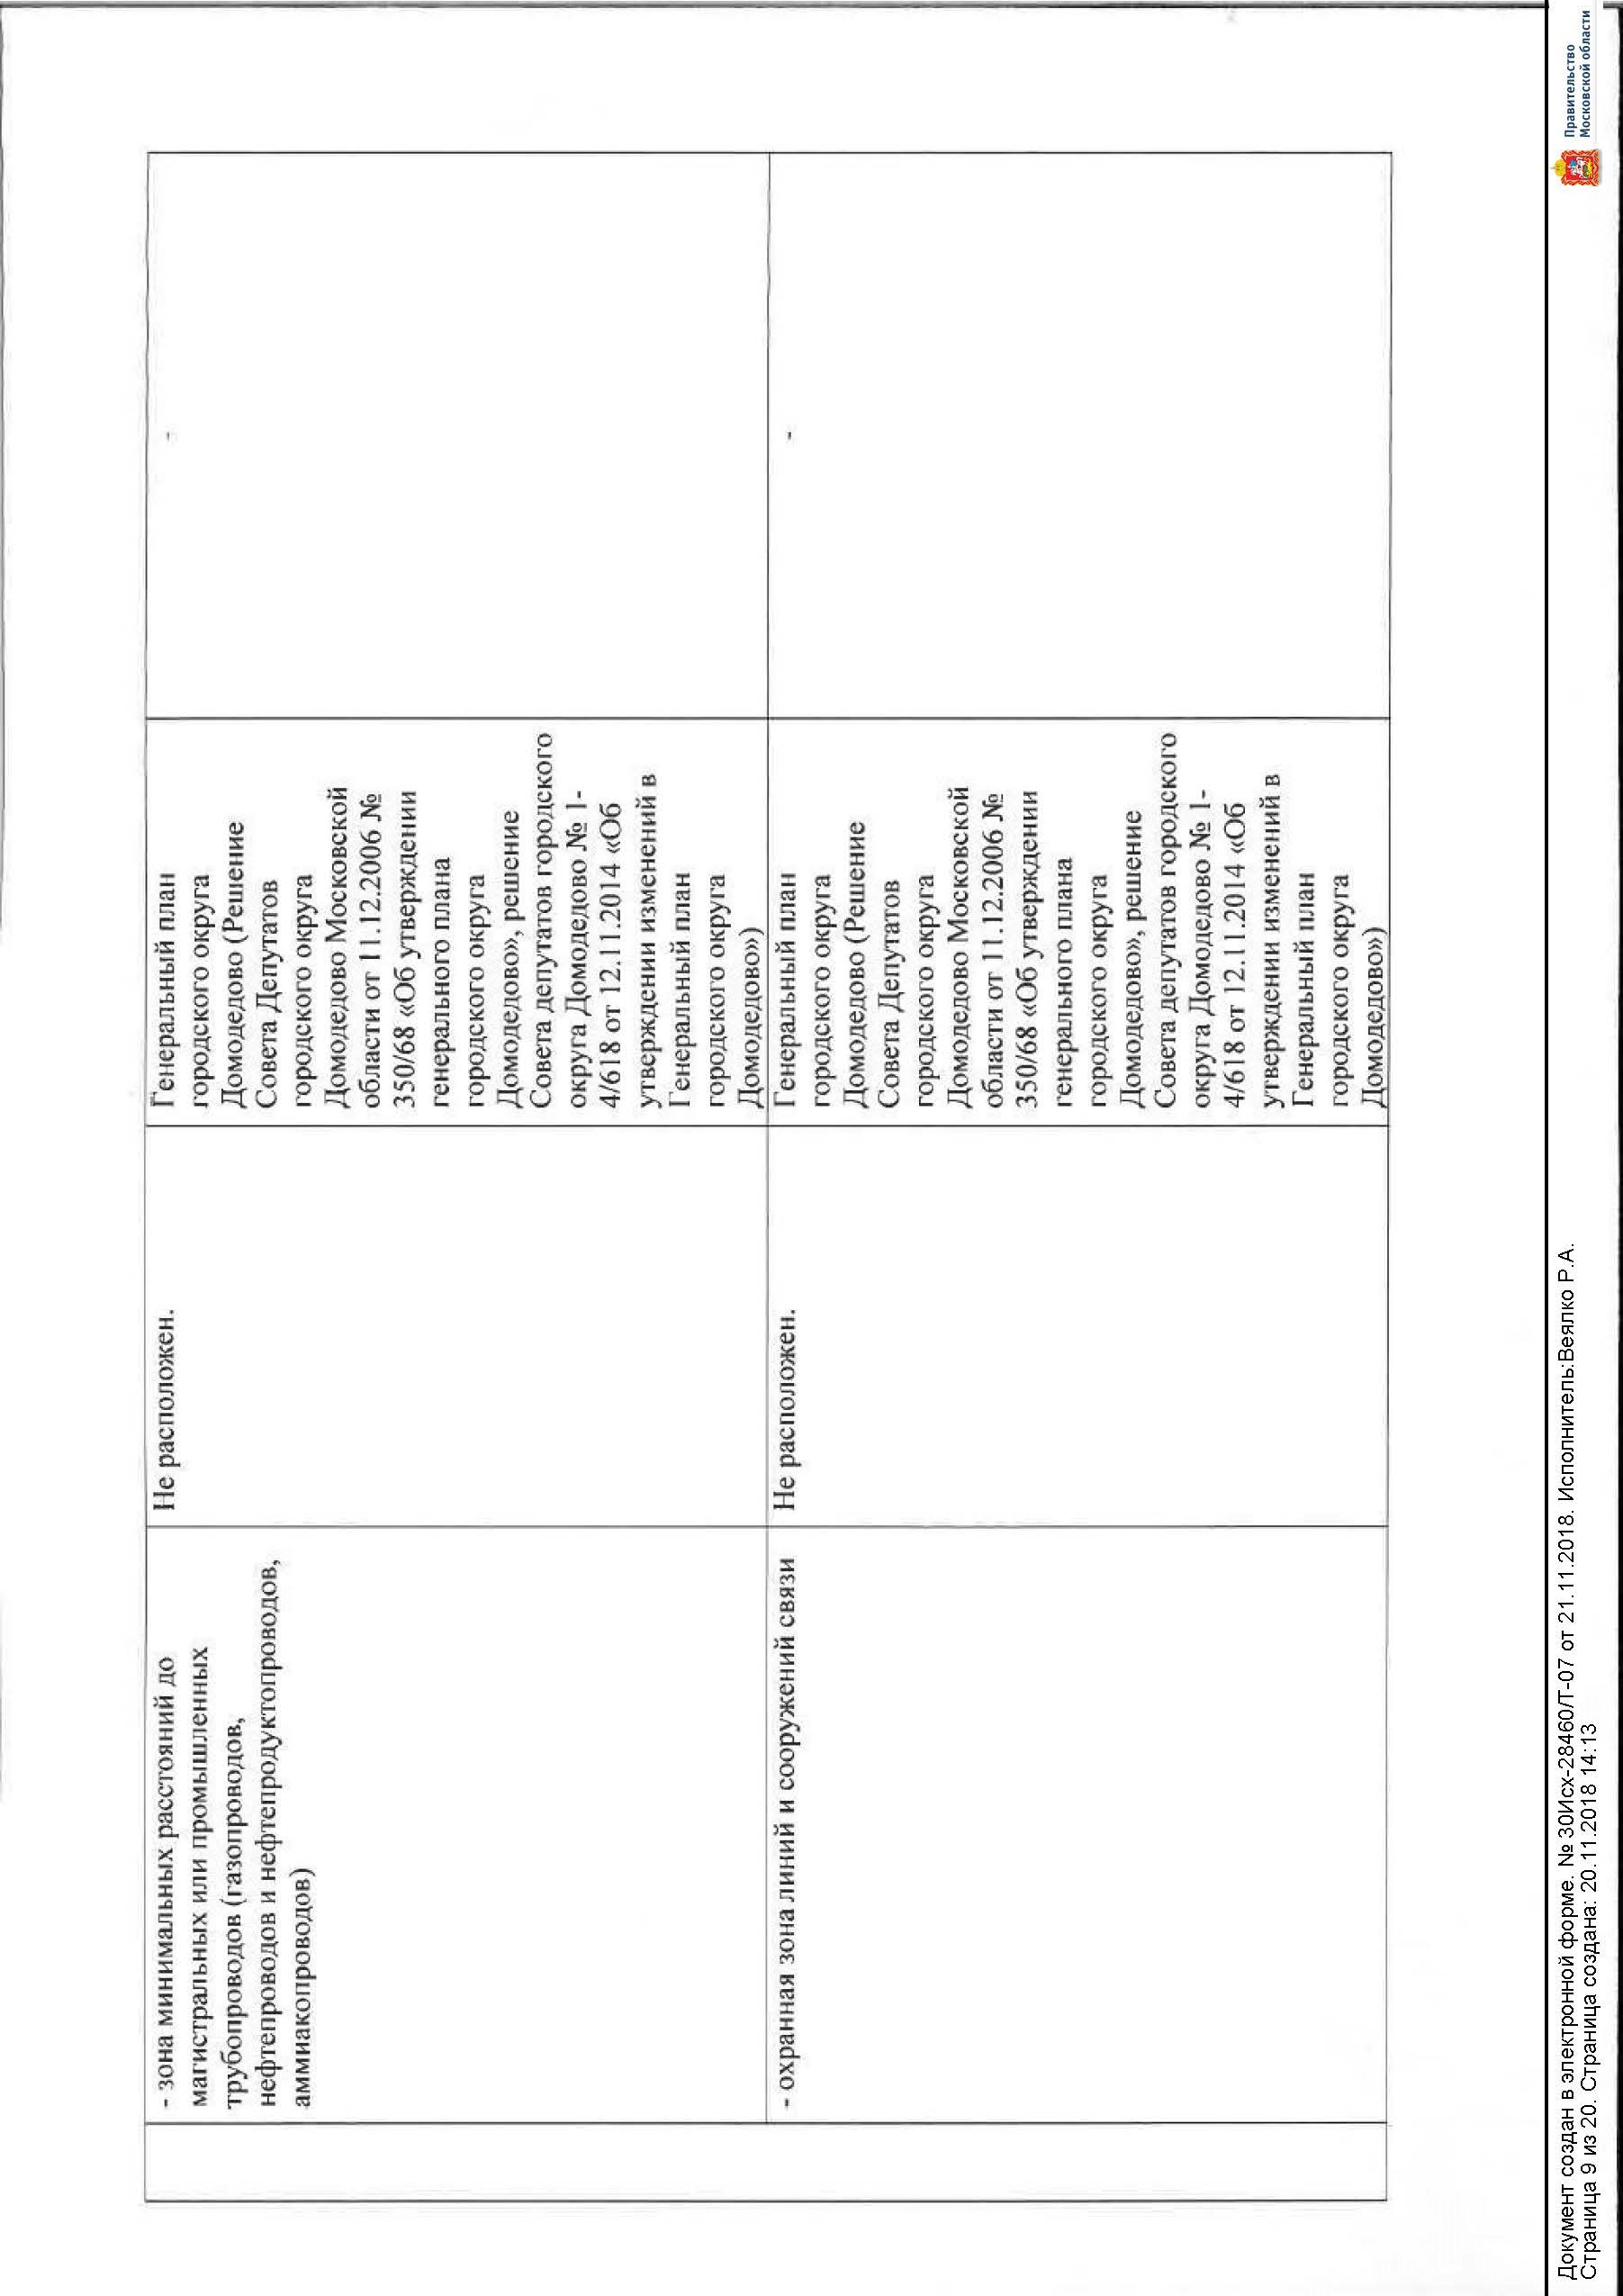 - зона минимальных расстояний до
магистральных или промышленных
трубопроводов (газопроводов,
нефтепроводов и нефтепродуктопроводов,
аммиакопроводов)
Не расположен.
Генеральный план
городского округа
Домодедово (Решение
Совета Депутатов
городского округа
Домодедово Московской
области от 11.12.2006 №
350/68 «Об утверждении
генерального плана
городского округа
Домодедово», решение
Совета депутатов городского
округа Домодедово № 1-
4/618 от 12.11.2014 «Об
утверждении изменений в
Генеральный план
городского округа
Домодедово»)
-
- охранная зона линий и сооружений связи
Не расположен.
Генеральный план
городского округа
Домодедово (Решение
Совета Депутатов
городского округа
Домодедово Московской
области от 11.12.2006 №
350/68 «Об утверждении
генерального плана
городского округа
Домодедово», решение
Совета депутатов городского
округа Домодедово № 1-
4/618 от 12.11.2014 «Об
утверждении изменений в
Генеральный план
городского округа
Домодедово»)
-
Документ создан в электронной форме. № 30Исх-28460/Т-07 от 21.11.2018. Исполнитель:Веялко Р.А.
Страница 9 из 20. Страница создана: 20.11.2018 14:13
Правительство
Московской области